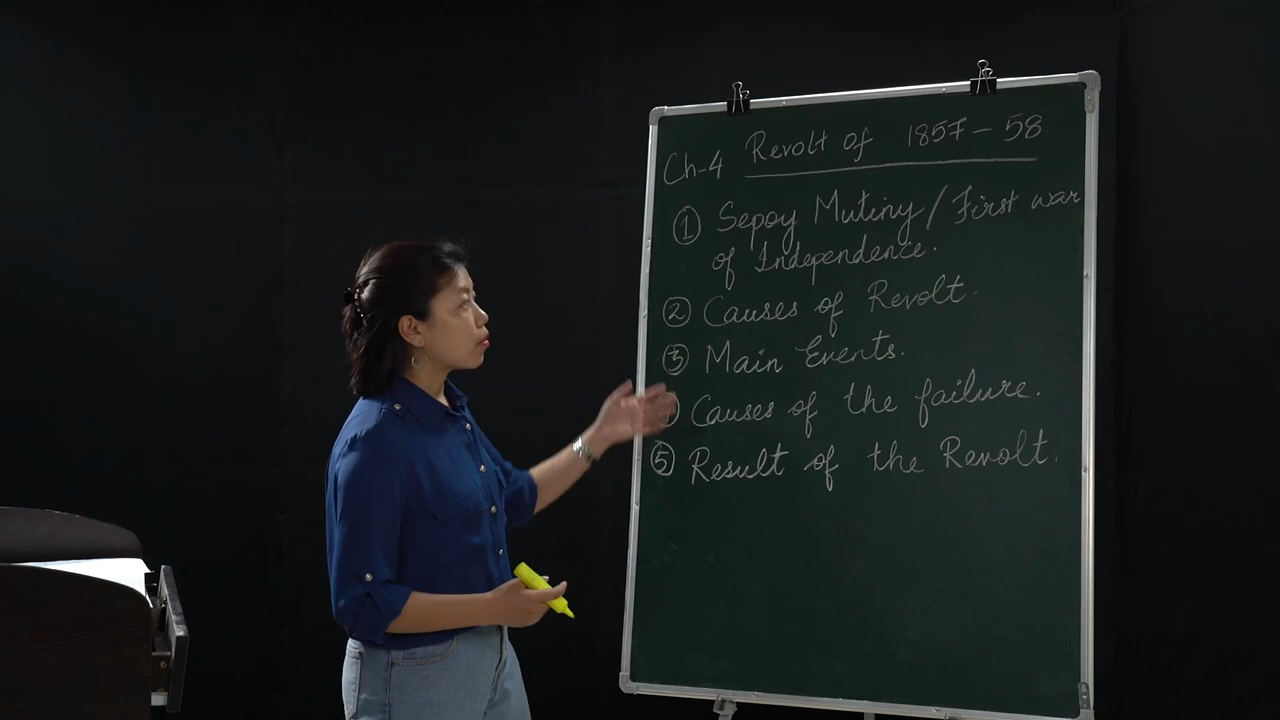 Ch-4 Revolt of 1857-58
① Sepoy Mutiny/First war
of Independence.
② Causes of Revolt.
③ Main Events.
Causes of the failure.
⑤ Result of the Revolt.